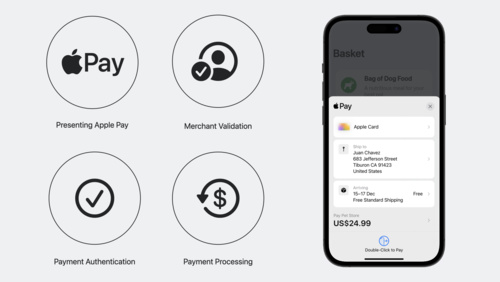 Pay
Presenting Apple Pay
Merchant Validation
Payment Authentication
$
Payment Processing
Basket
Bag of Dog Food
Pay
Apple Card
Ship to
Juan Chavez
683 Jefferson Street
Tiburon CA 91423
United States
Arriving
15–17 Dec
Free
Free Standard Shipping
Pay Pet Store
US$24.99
Double-Click to Pay